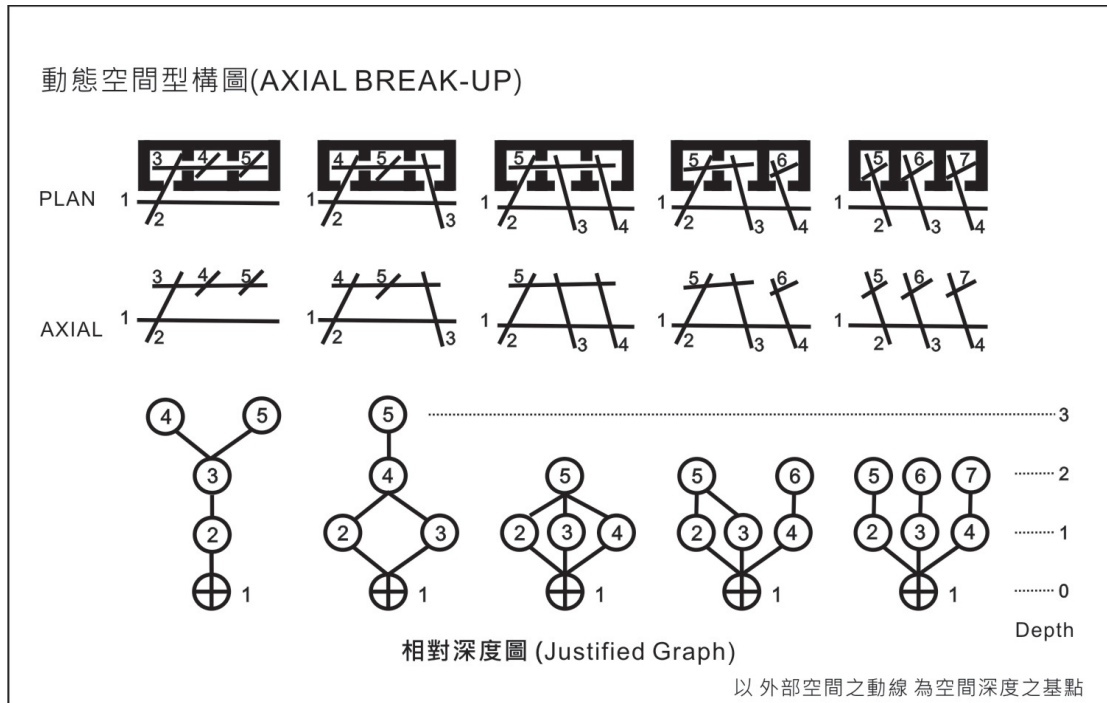 動態空間型構圖(AXIAL BREAK-UP)
3 4 5 4 5 5 5 6 5 6 7
PLAN 1 1 1 1 1
2 2 3 2 3 4 2 3 4 2 3 4
3 4 5 4 5 5 5 6 5 6 7
1 1 1 1 1
AXIAL
2 2 3 2 3 4 2 3 4 2 3 4
4 5 5 3
3 4 5 5 6 5 6 7 2
2 2 3 2 3 4 2 3 4 2 3 4 1
1 1 1 1 1 0
Depth
相對深度圖 (Justified Graph)
以 外部空間之動線 為空間深度之基點